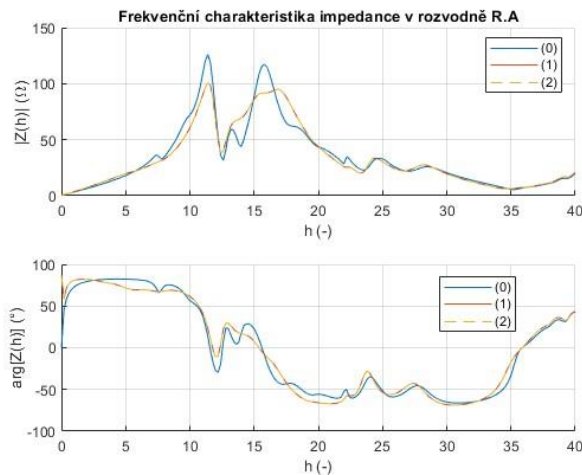 Frekvenční charakteristika impedance v rozvodně R.A
150
100
50
0
|Z(h)| (Ω)
(0)
(1)
(2)
0 5 10 15 20 25 30 35 40
h (-)
100
50
0
-50
-100
arg[Z(h)] (°)
(0)
(1)
(2)
0 5 10 15 20 25 30 35 40
h (-)